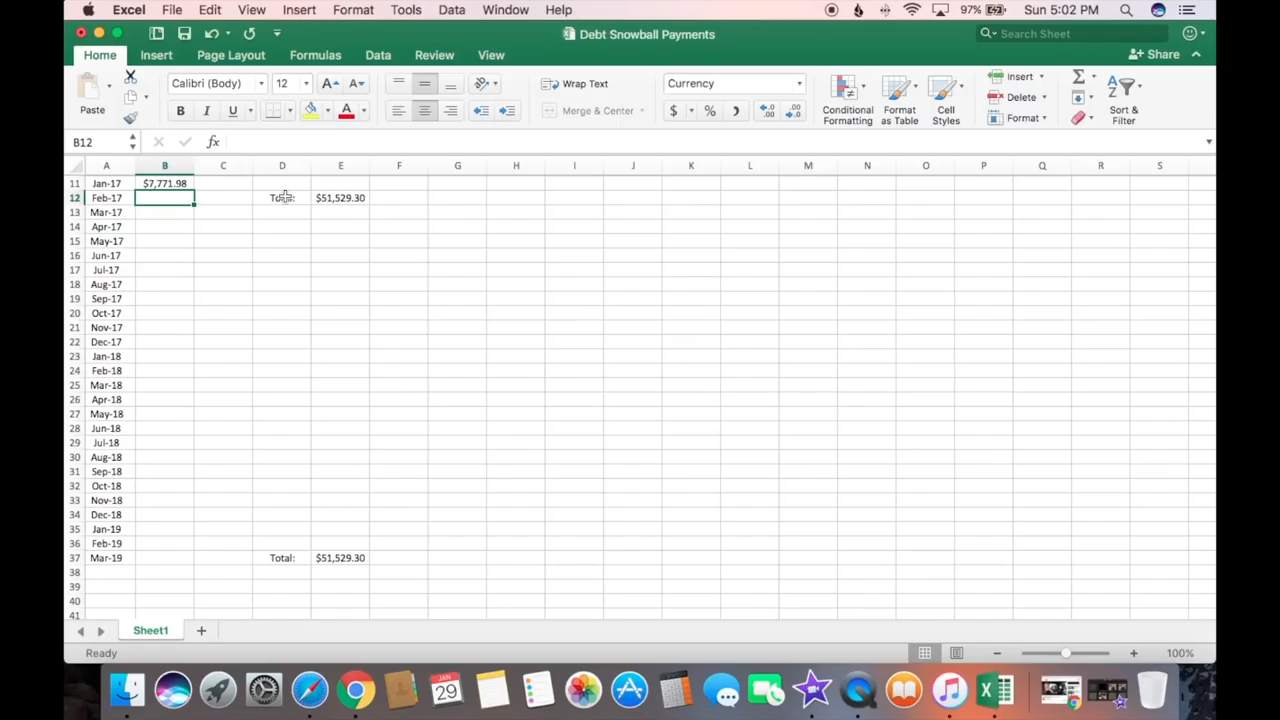 Excel File Edit View Insert Format Tools Data Window Help 97% Sun 5:02 PM
Debt Snowball Payments Search Sheet
Home Insert Page Layout Formulas Data Review View Share
Paste Calibri (Body) 12 A A Wrap Text Currency Conditional Formatting Format as Table Cell Styles Insert Σ Sort & Filter
B I U A Merge & Center $ % Delete
Format
B12 fx
A B C D E F G H I J K L M N O P Q R S
11 Jan-17 $7,771.98
12 Feb-17 $51,529.30
13 Mar-17
14 Apr-17
15 May-17
16 Jun-17
17 Jul-17
18 Aug-17
19 Sep-17
20 Oct-17
21 Nov-17
22 Dec-17
23 Jan-18
24 Feb-18
25 Mar-18
26 Apr-18
27 May-18
28 Jun-18
29 Jul-18
30 Aug-18
31 Sep-18
32 Oct-18
33 Nov-18
34 Dec-18
35 Jan-19
36 Feb-19
37 Mar-19 Total: $51,529.30
38
39
40
41
Sheet1 +
Ready 100%
JAN
29